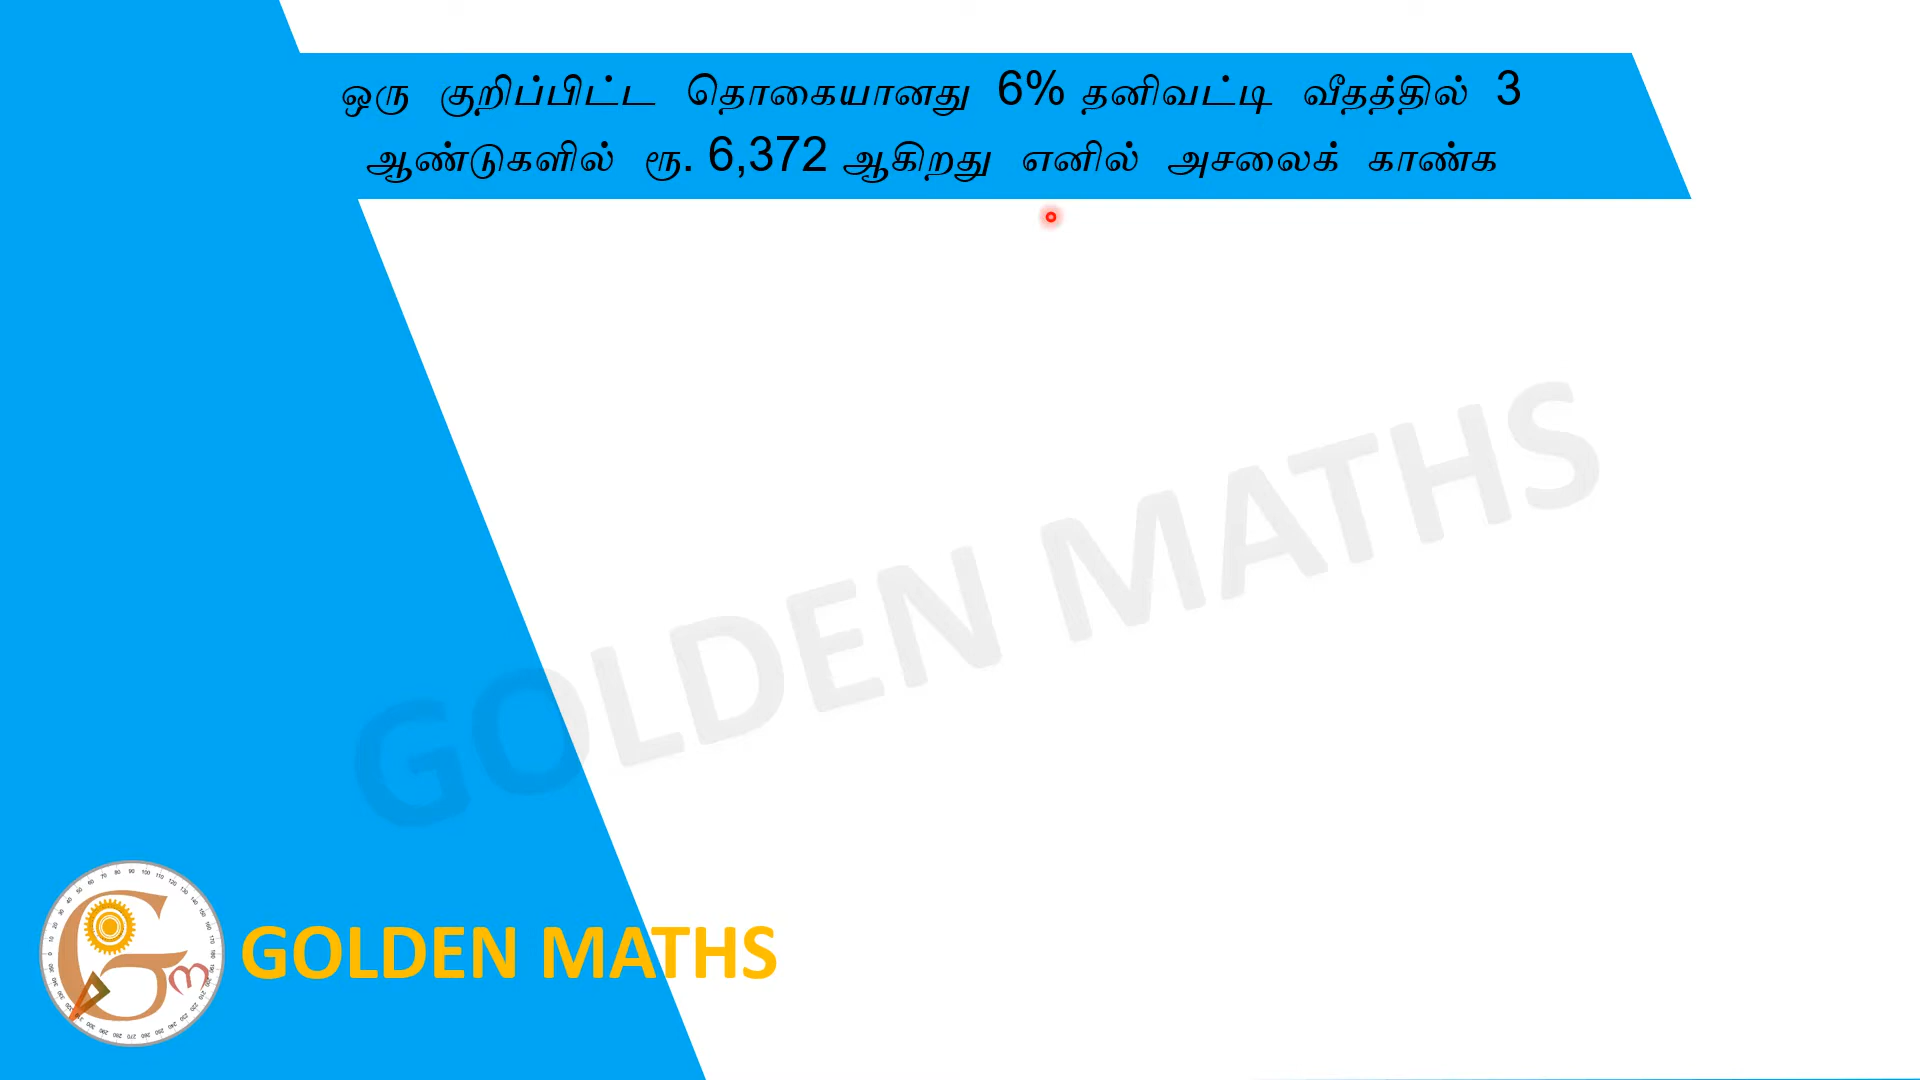 ஒரு குறிப்பிட்ட தொகையானது 6% தனிவட்டி வீதத்தில் 3
ஆண்டுகளில் ரூ. 6,372 ஆகிறது எனில் அசலைக் காண்க
GOLDEN MATHS
GOLDEN MATHS